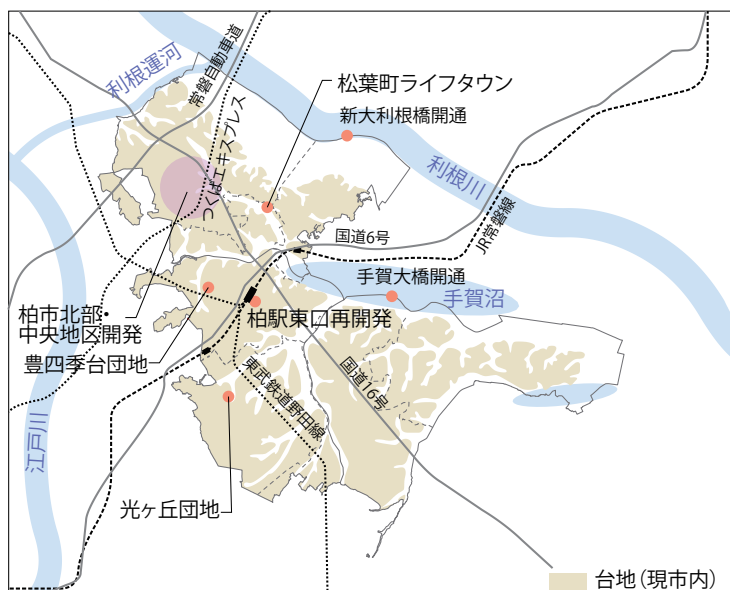 利根運河
常磐自動車道
つくばエキスプレス
松葉町ライフタウン
新大利根橋開通
利根川
JR常磐線
国道6号
手賀大橋開通
手賀沼
柏市北部・
中央地区開発
柏駅東口再開発
豊四季台団地
国道16号
東武鉄道野田線
江戸川
光ヶ丘団地
台地（現市内）